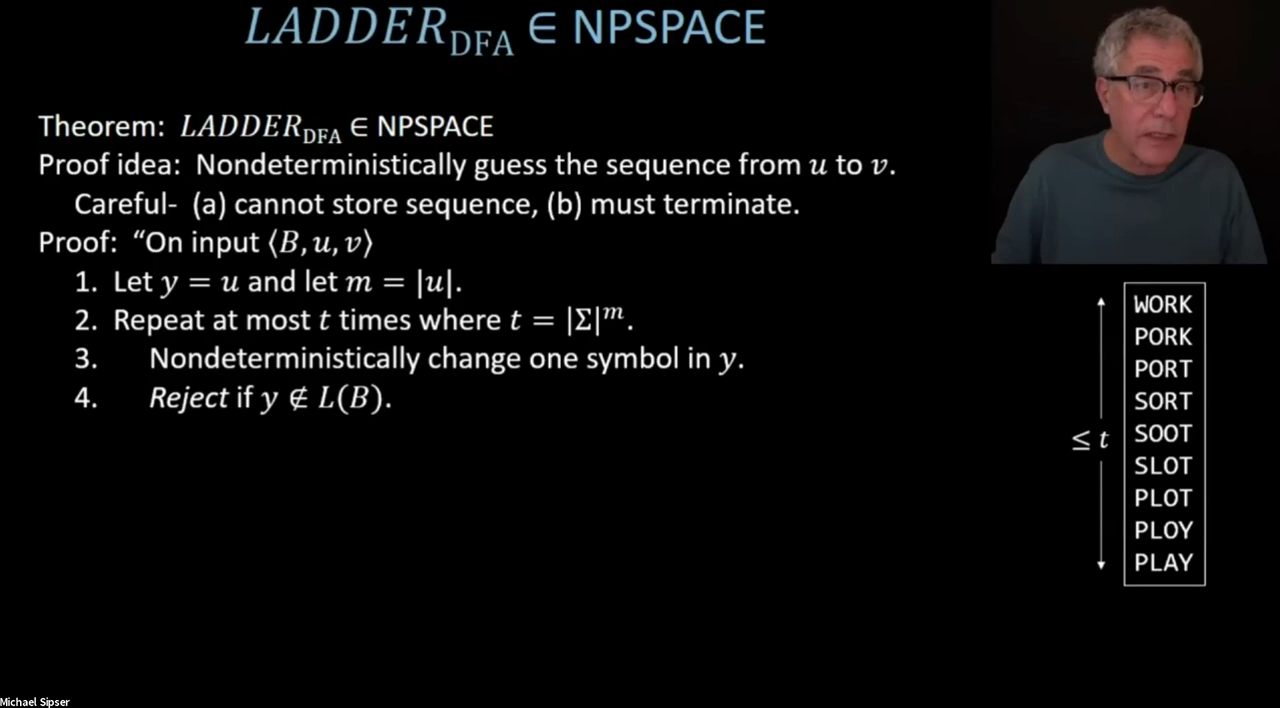 LADDER_DFA ∈ NPSPACE
Theorem: LADDER_DFA ∈ NPSPACE
Proof idea: Nondeterministically guess the sequence from u to v.
Careful- (a) cannot store sequence, (b) must terminate.
Proof: “On input ⟨B, u, v⟩
1. Let y = u and let m = |u|.
2. Repeat at most t times where t = |Σ|^m.
3. Nondeterministically change one symbol in y.
4. Reject if y ∉ L(B).
WORK
PORK
PORT
SORT
≤ t SOOT
SLOT
PLOT
PLOY
PLAY
Michael Sipser